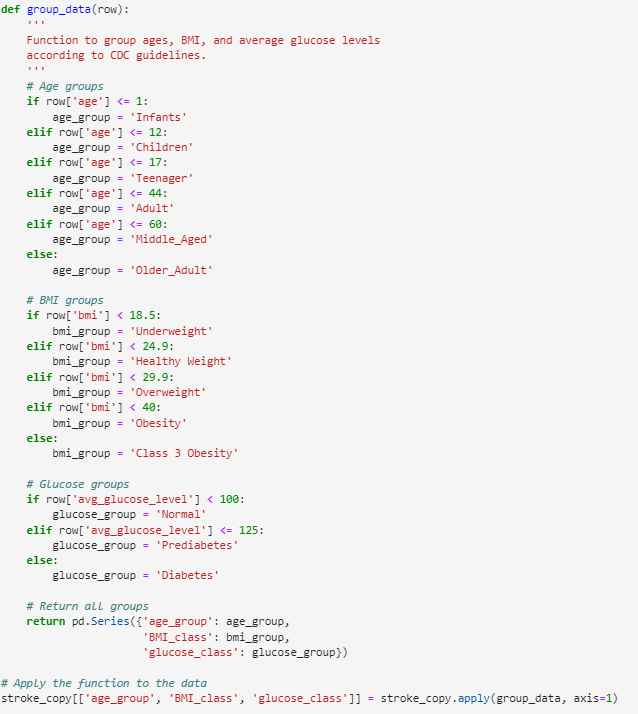 def group_data(row):
    '''
    Function to group ages, BMI, and average glucose levels
    according to CDC guidelines.
    '''
    # Age groups
    if row['age'] <= 1:
        age_group = 'Infants'
    elif row['age'] <= 12:
        age_group = 'Children'
    elif row['age'] <= 17:
        age_group = 'Teenager'
    elif row['age'] <= 44:
        age_group = 'Adult'
    elif row['age'] <= 60:
        age_group = 'Middle_Aged'
    else:
        age_group = 'Older_Adult'

    # BMI groups
    if row['bmi'] < 18.5:
        bmi_group = 'Underweight'
    elif row['bmi'] < 24.9:
        bmi_group = 'Healthy Weight'
    elif row['bmi'] < 29.9:
        bmi_group = 'Overweight'
    elif row['bmi'] < 40:
        bmi_group = 'Obesity'
    else:
        bmi_group = 'Class 3 Obesity'

    # Glucose groups
    if row['avg_glucose_level'] < 100:
        glucose_group = 'Normal'
    elif row['avg_glucose_level'] <= 125:
        glucose_group = 'Prediabetes'
    else:
        glucose_group = 'Diabetes'

    # Return all groups
    return pd.Series({'age_group': age_group,
                      'BMI_class': bmi_group,
                      'glucose_class': glucose_group})

# Apply the function to the data
stroke_copy[['age_group', 'BMI_class', 'glucose_class']] = stroke_copy.apply(group_data, axis=1)